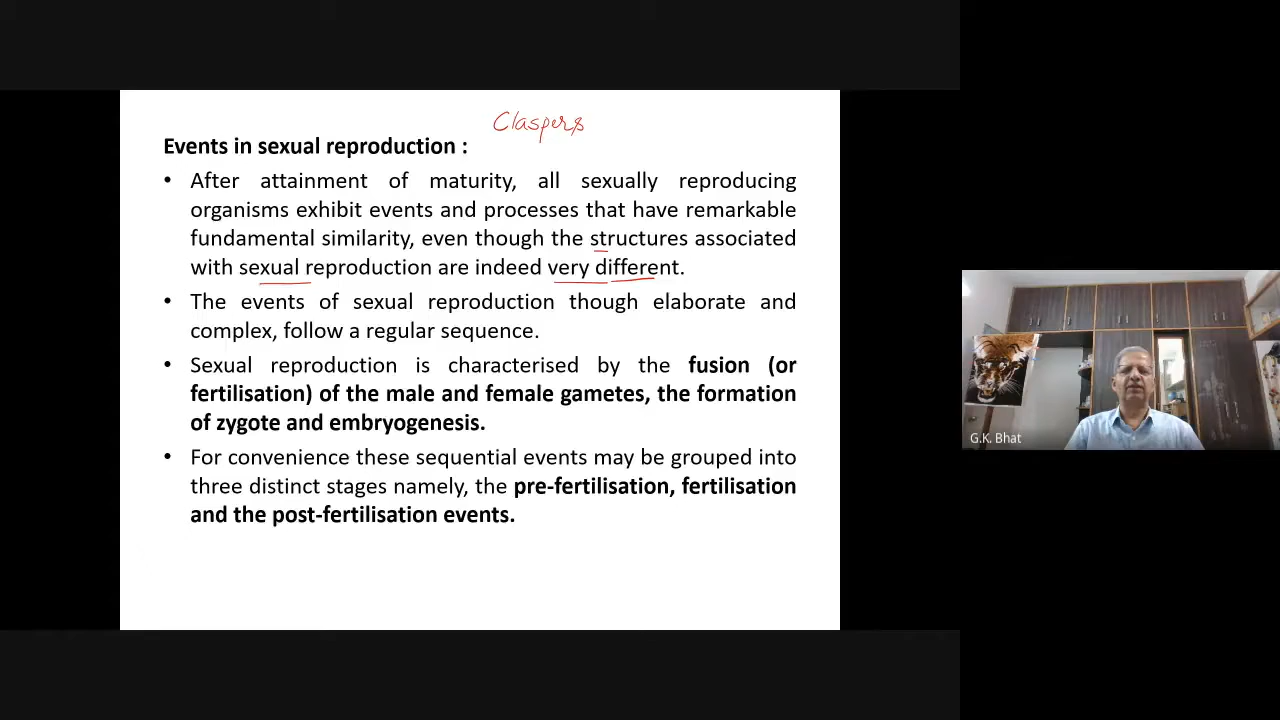 Claspers
Events in sexual reproduction :
• After attainment of maturity, all sexually reproducing
organisms exhibit events and processes that have remarkable
fundamental similarity, even though the structures associated
with sexual reproduction are indeed very different.
• The events of sexual reproduction though elaborate and
complex, follow a regular sequence.
• Sexual reproduction is characterised by the fusion (or
fertilisation) of the male and female gametes, the formation
of zygote and embryogenesis.
• For convenience these sequential events may be grouped into
three distinct stages namely, the pre-fertilisation, fertilisation
and the post-fertilisation events.
G.K. Bhat